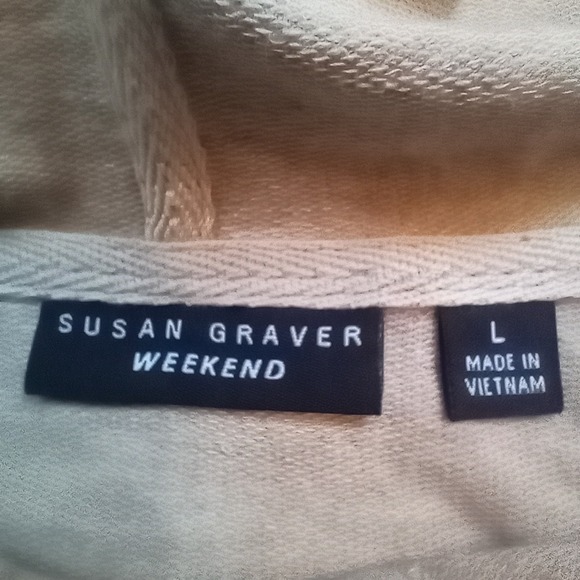 SUSAN GRAVER
WEEKEND
L
MADE IN
VIETNAM